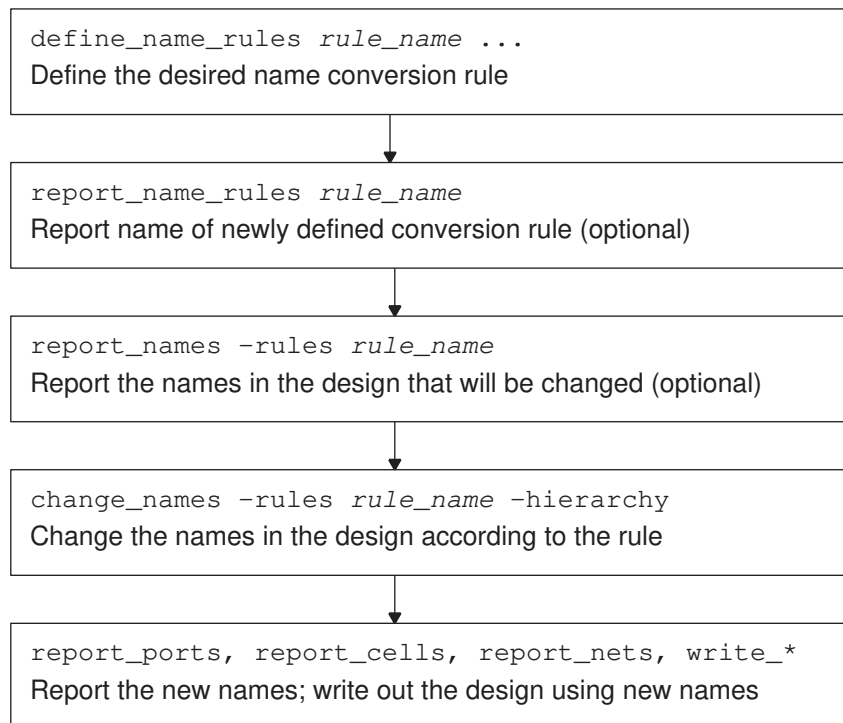 define_name_rules rule_name ...
Define the desired name conversion rule
report_name_rules rule_name
Report name of newly defined conversion rule (optional)
report_names −rules rule_name
Report the names in the design that will be changed (optional)
change_names −rules rule_name −hierarchy
Change the names in the design according to the rule
report_ports, report_cells, report_nets, write_*
Report the new names; write out the design using new names